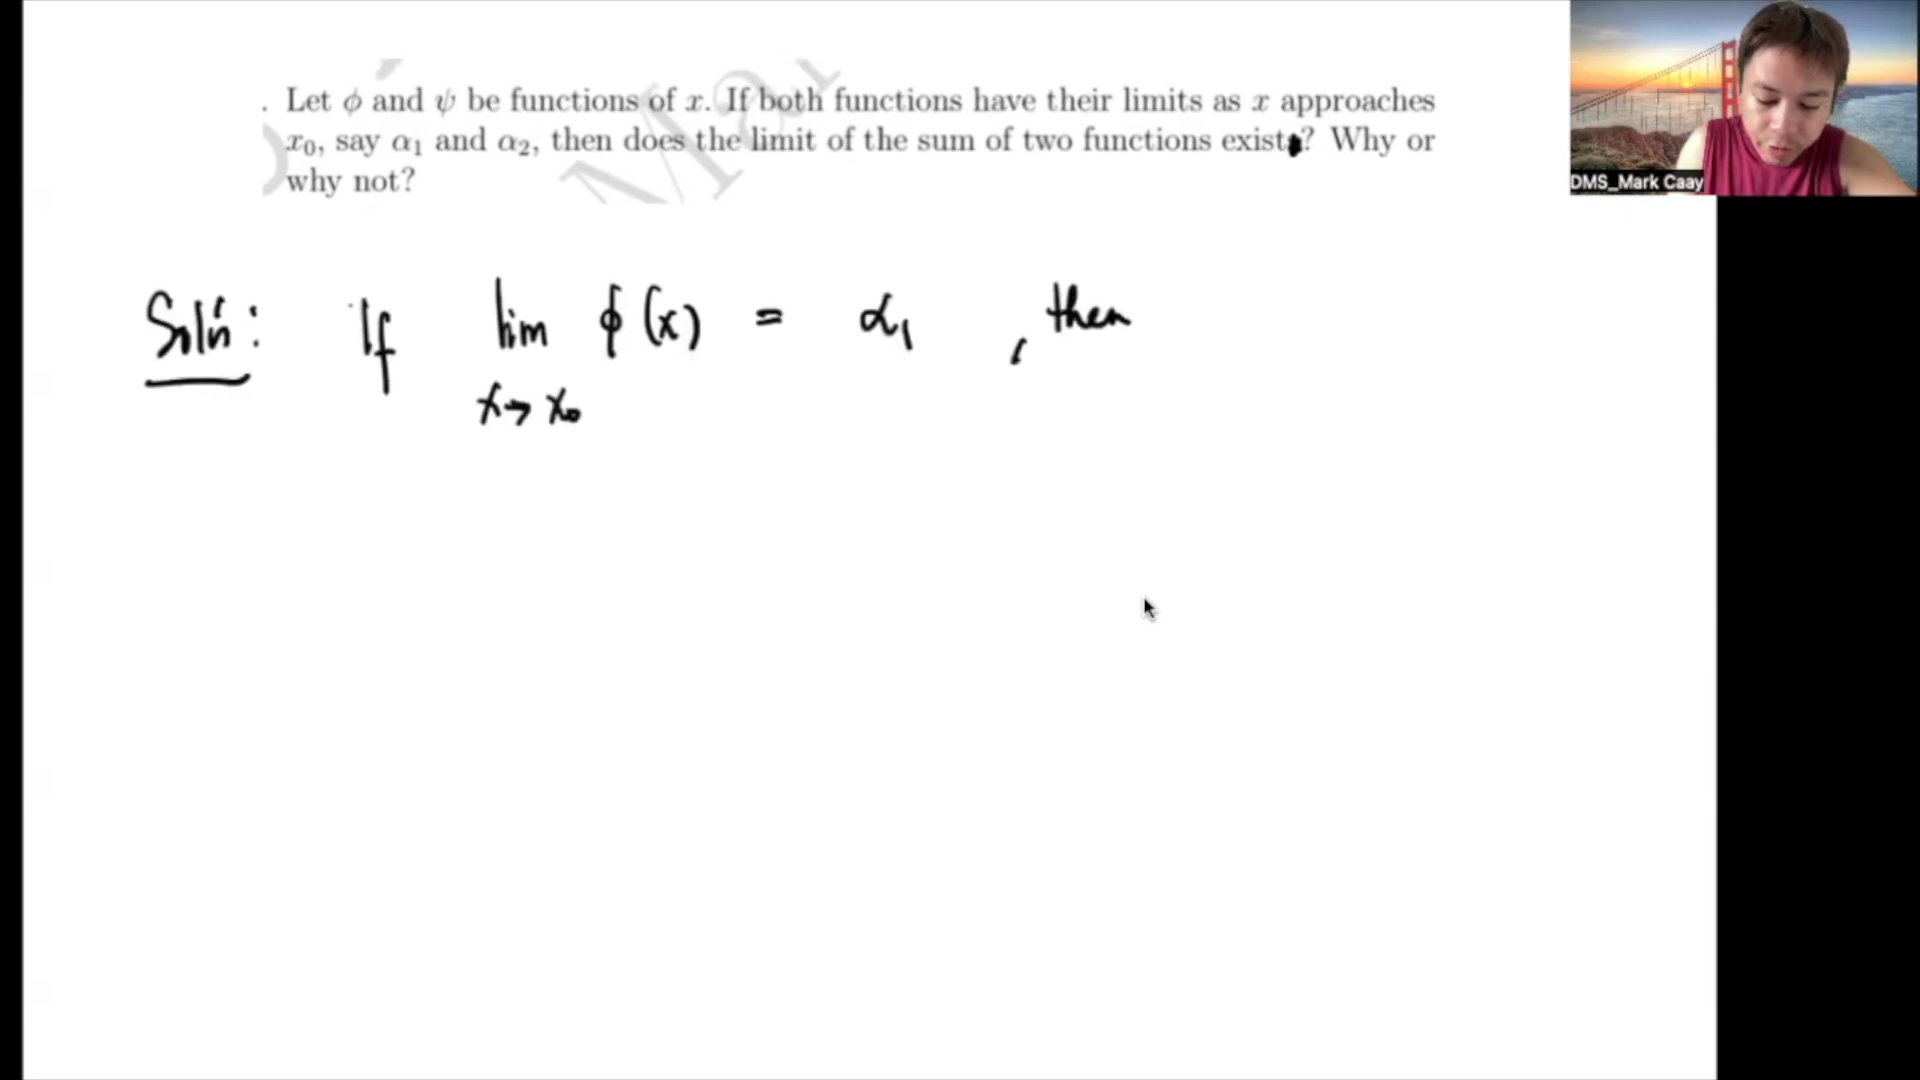 . Let ϕ and ψ be functions of x. If both functions have their limits as x approaches
x₀, say α₁ and α₂, then does the limit of the sum of two functions exist? Why or
why not?
DMS_Mark Caay
Mar
Sol'n: If lim ϕ(x) = α₁ , then
x→x₀